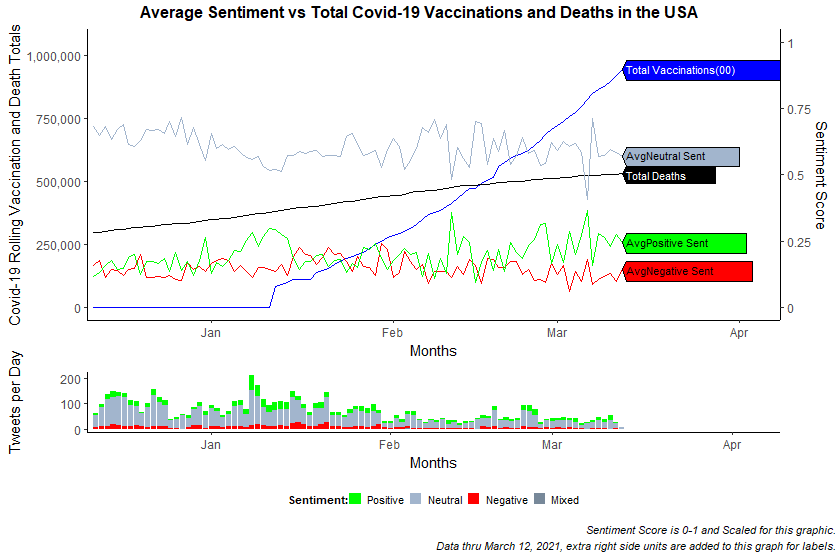 Average Sentiment vs Total Covid-19 Vaccinations and Deaths in the USA
Covid-19 Rolling Vaccination and Death Totals
1,000,000
750,000
500,000
250,000
0
1
0.75
0.5
0.25
0
Sentiment Score
Total Vaccinations(00)
AvgNeutral Sent
Total Deaths
AvgPositive Sent
AvgNegative Sent
Jan Feb Mar Apr
Months
Tweets per Day
200
100
0
Jan Feb Mar Apr
Months
Sentiment: Positive Neutral Negative Mixed
Sentiment Score is 0-1 and Scaled for this graphic.
Data thru March 12, 2021, extra right side units are added to this graph for labels.